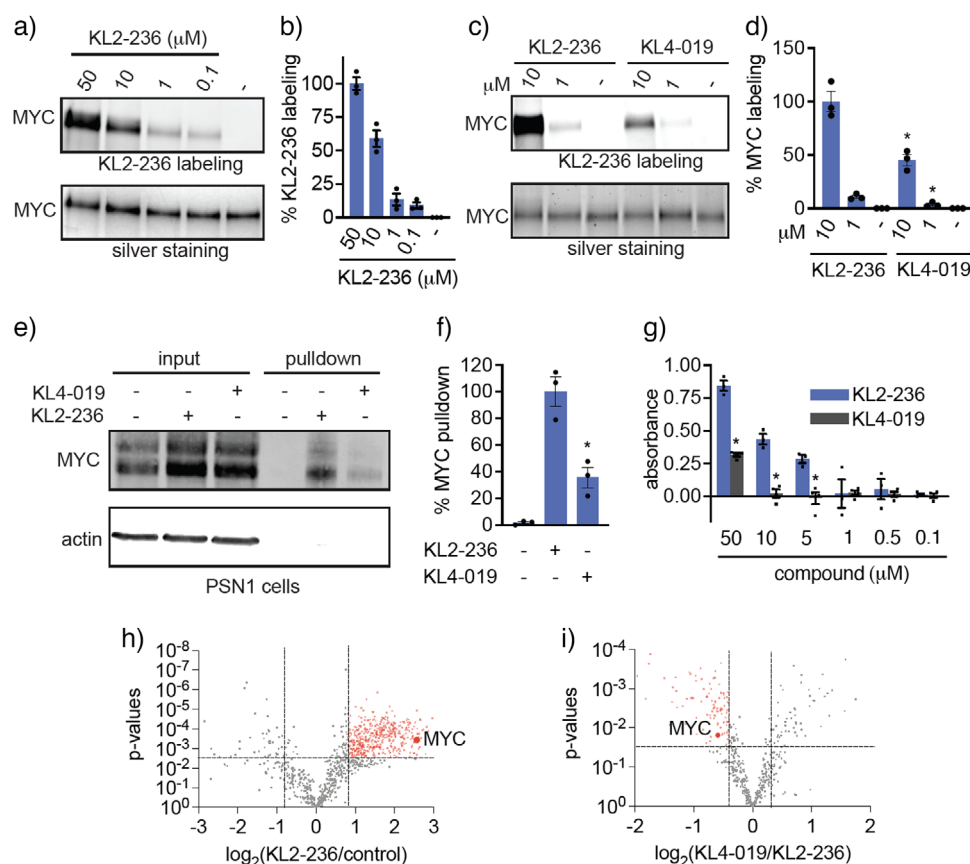 a)
KL2-236 (μM)
50 10 1 0.1 -
MYC
KL2-236 labeling
MYC
silver staining
b)
% KL2-236 labeling
100
75
50
25
0
50 10 1 0.1 -
KL2-236 (μM)
c)
KL2-236 KL4-019
μM 10 1 - 10 1 -
MYC
KL2-236 labeling
MYC
silver staining
d)
% MYC labeling
150
100
50
0
* *
μM 10 1 - 10 1 -
KL2-236 KL4-019
e)
input pulldown
KL4-019 - - + - - +
KL2-236 - + - - + -
MYC
actin
PSN1 cells
f)
% MYC pulldown
120
100
80
60
40
20
0
*
KL2-236 - + -
KL4-019 - - +
g)
absorbance
1.00
0.75
0.50
0.25
0.00
KL2-236
KL4-019
* * *
50 10 5 1 0.5 0.1
compound (μM)
h)
p-values
10-8
10-7
10-6
10-5
10-4
10-3
10-2
10-1
100
MYC
-3 -2 -1 0 1 2 3
log2(KL2-236/control)
i)
p-values
10-4
10-3
10-2
10-1
100
MYC
-2 -1 0 1 2
log2(KL4-019/KL2-236)